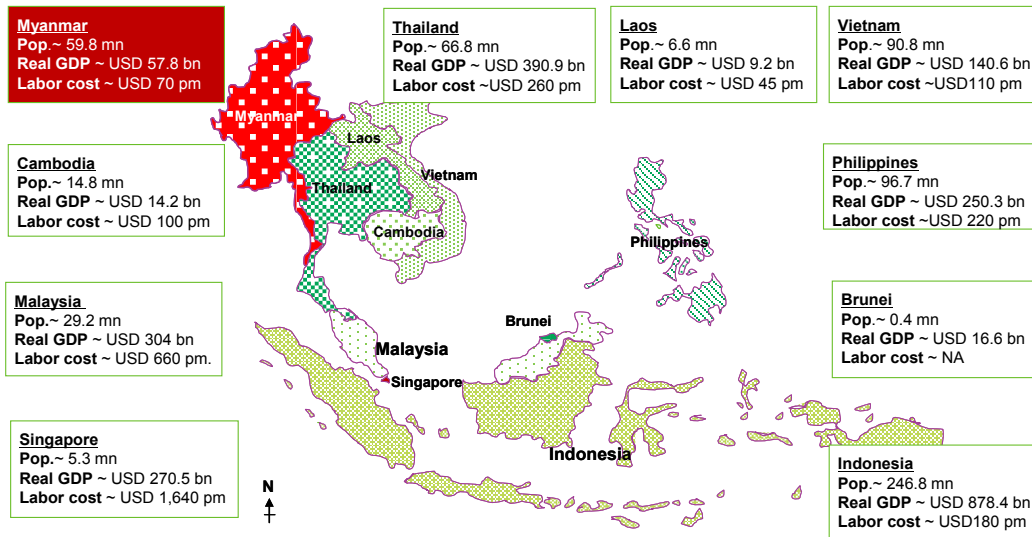 Myanmar
Pop.~ 59.8 mn
Real GDP ~ USD 57.8 bn
Labor cost ~ USD 70 pm
Thailand
Pop.~ 66.8 mn
Real GDP ~ USD 390.9 bn
Labor cost ~USD 260 pm
Laos
Pop.~ 6.6 mn
Real GDP ~ USD 9.2 bn
Labor cost ~ USD 45 pm
Vietnam
Pop.~ 90.8 mn
Real GDP ~ USD 140.6 bn
Labor cost ~USD110 pm
Cambodia
Pop.~ 14.8 mn
Real GDP ~ USD 14.2 bn
Labor cost ~ USD 100 pm
Philippines
Pop.~ 96.7 mn
Real GDP ~ USD 250.3 bn
Labor cost ~USD 220 pm
Malaysia
Pop.~ 29.2 mn
Real GDP ~ USD 304 bn
Labor cost ~ USD 660 pm.
Brunei
Pop.~ 0.4 mn
Real GDP ~ USD 16.6 bn
Labor cost ~ NA
Singapore
Pop.~ 5.3 mn
Real GDP ~ USD 270.5 bn
Labor cost ~ USD 1,640 pm
Indonesia
Pop.~ 246.8 mn
Real GDP ~ USD 878.4 bn
Labor cost ~ USD180 pm
Myanmar
Laos
Thailand
Vietnam
Cambodia
Philippines
Brunei
Malaysia
Singapore
Indonesia
N